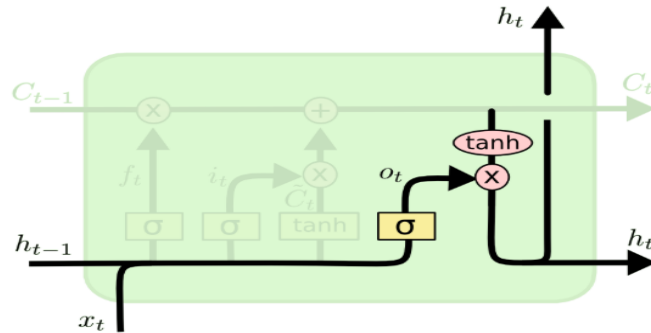 h_t
C_{t-1}
C_t
tanh
f_t
i_t
C̃_t
o_t
σ
σ
tanh
σ
h_{t-1}
h_t
x_t